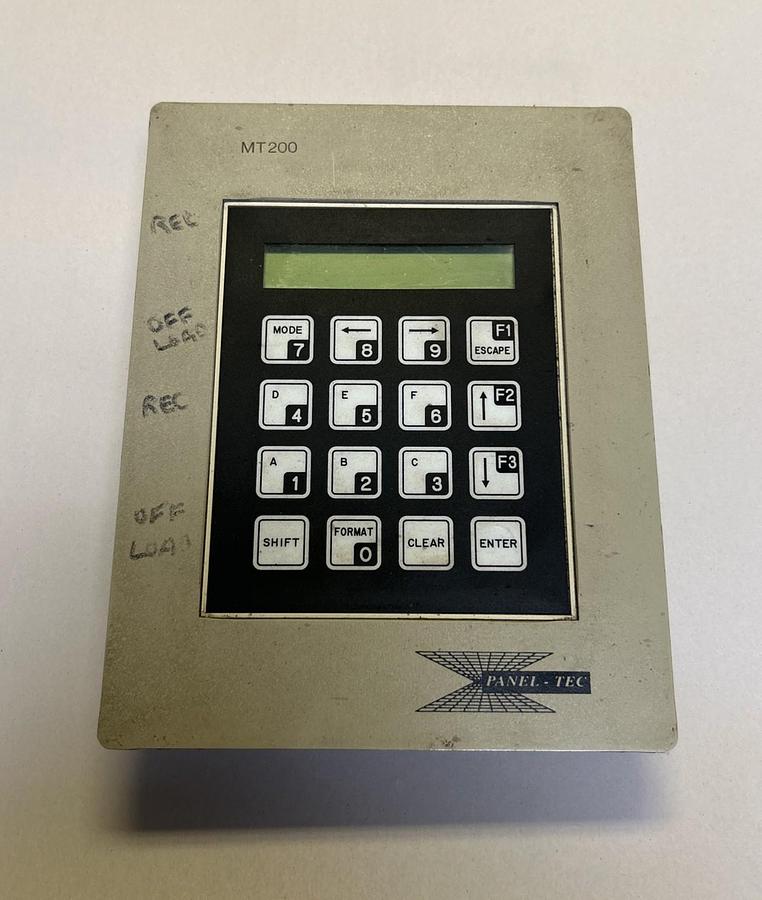 MT200
REC
OFF
LOAD
MODE
7
8
9
F1
ESCAPE
REC
D
4
E
5
F
6
F2
A
1
B
2
C
3
F3
OFF
LOAD
SHIFT
FORMAT
0
CLEAR
ENTER
PANEL - TEC